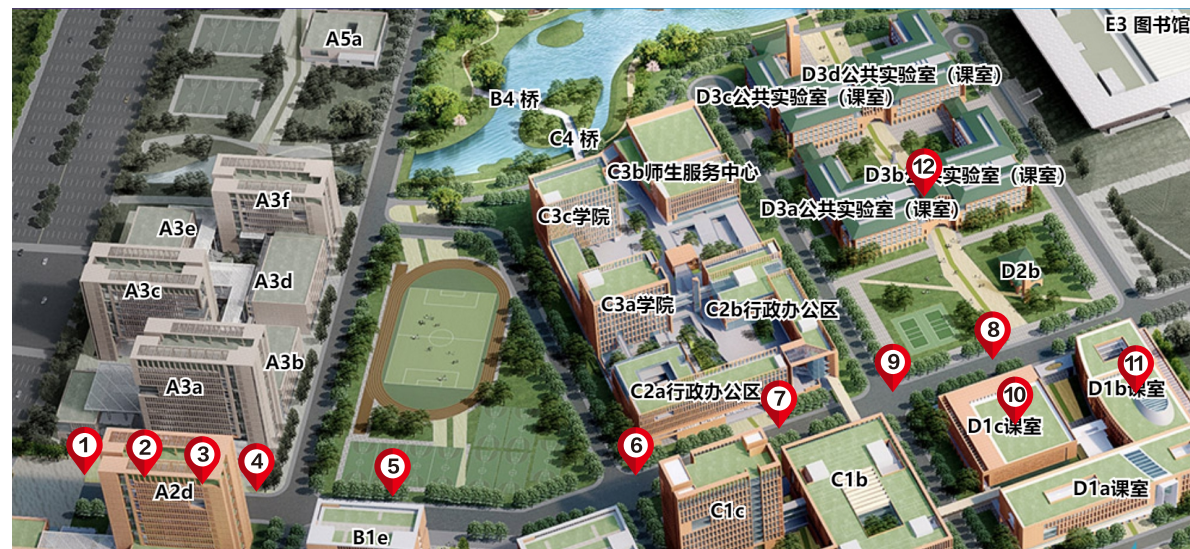 E3 图书馆
A5a
D3d公共实验室（课室）
D3c公共实验室（课室）
B4 桥
C4 桥
C3b师生服务中心
12
D3b公共实验室（课室）
A3f
D3a公共实验室（课室）
C3c学院
A3e
D2b
A3d
A3c
C3a学院
C2b行政办公区
8
A3b
9
A3a
11
D1b课室
C2a行政办公区
7
10
D1c课室
1
2
3
4
5
6
C1b
D1a课室
A2d
C1c
B1e